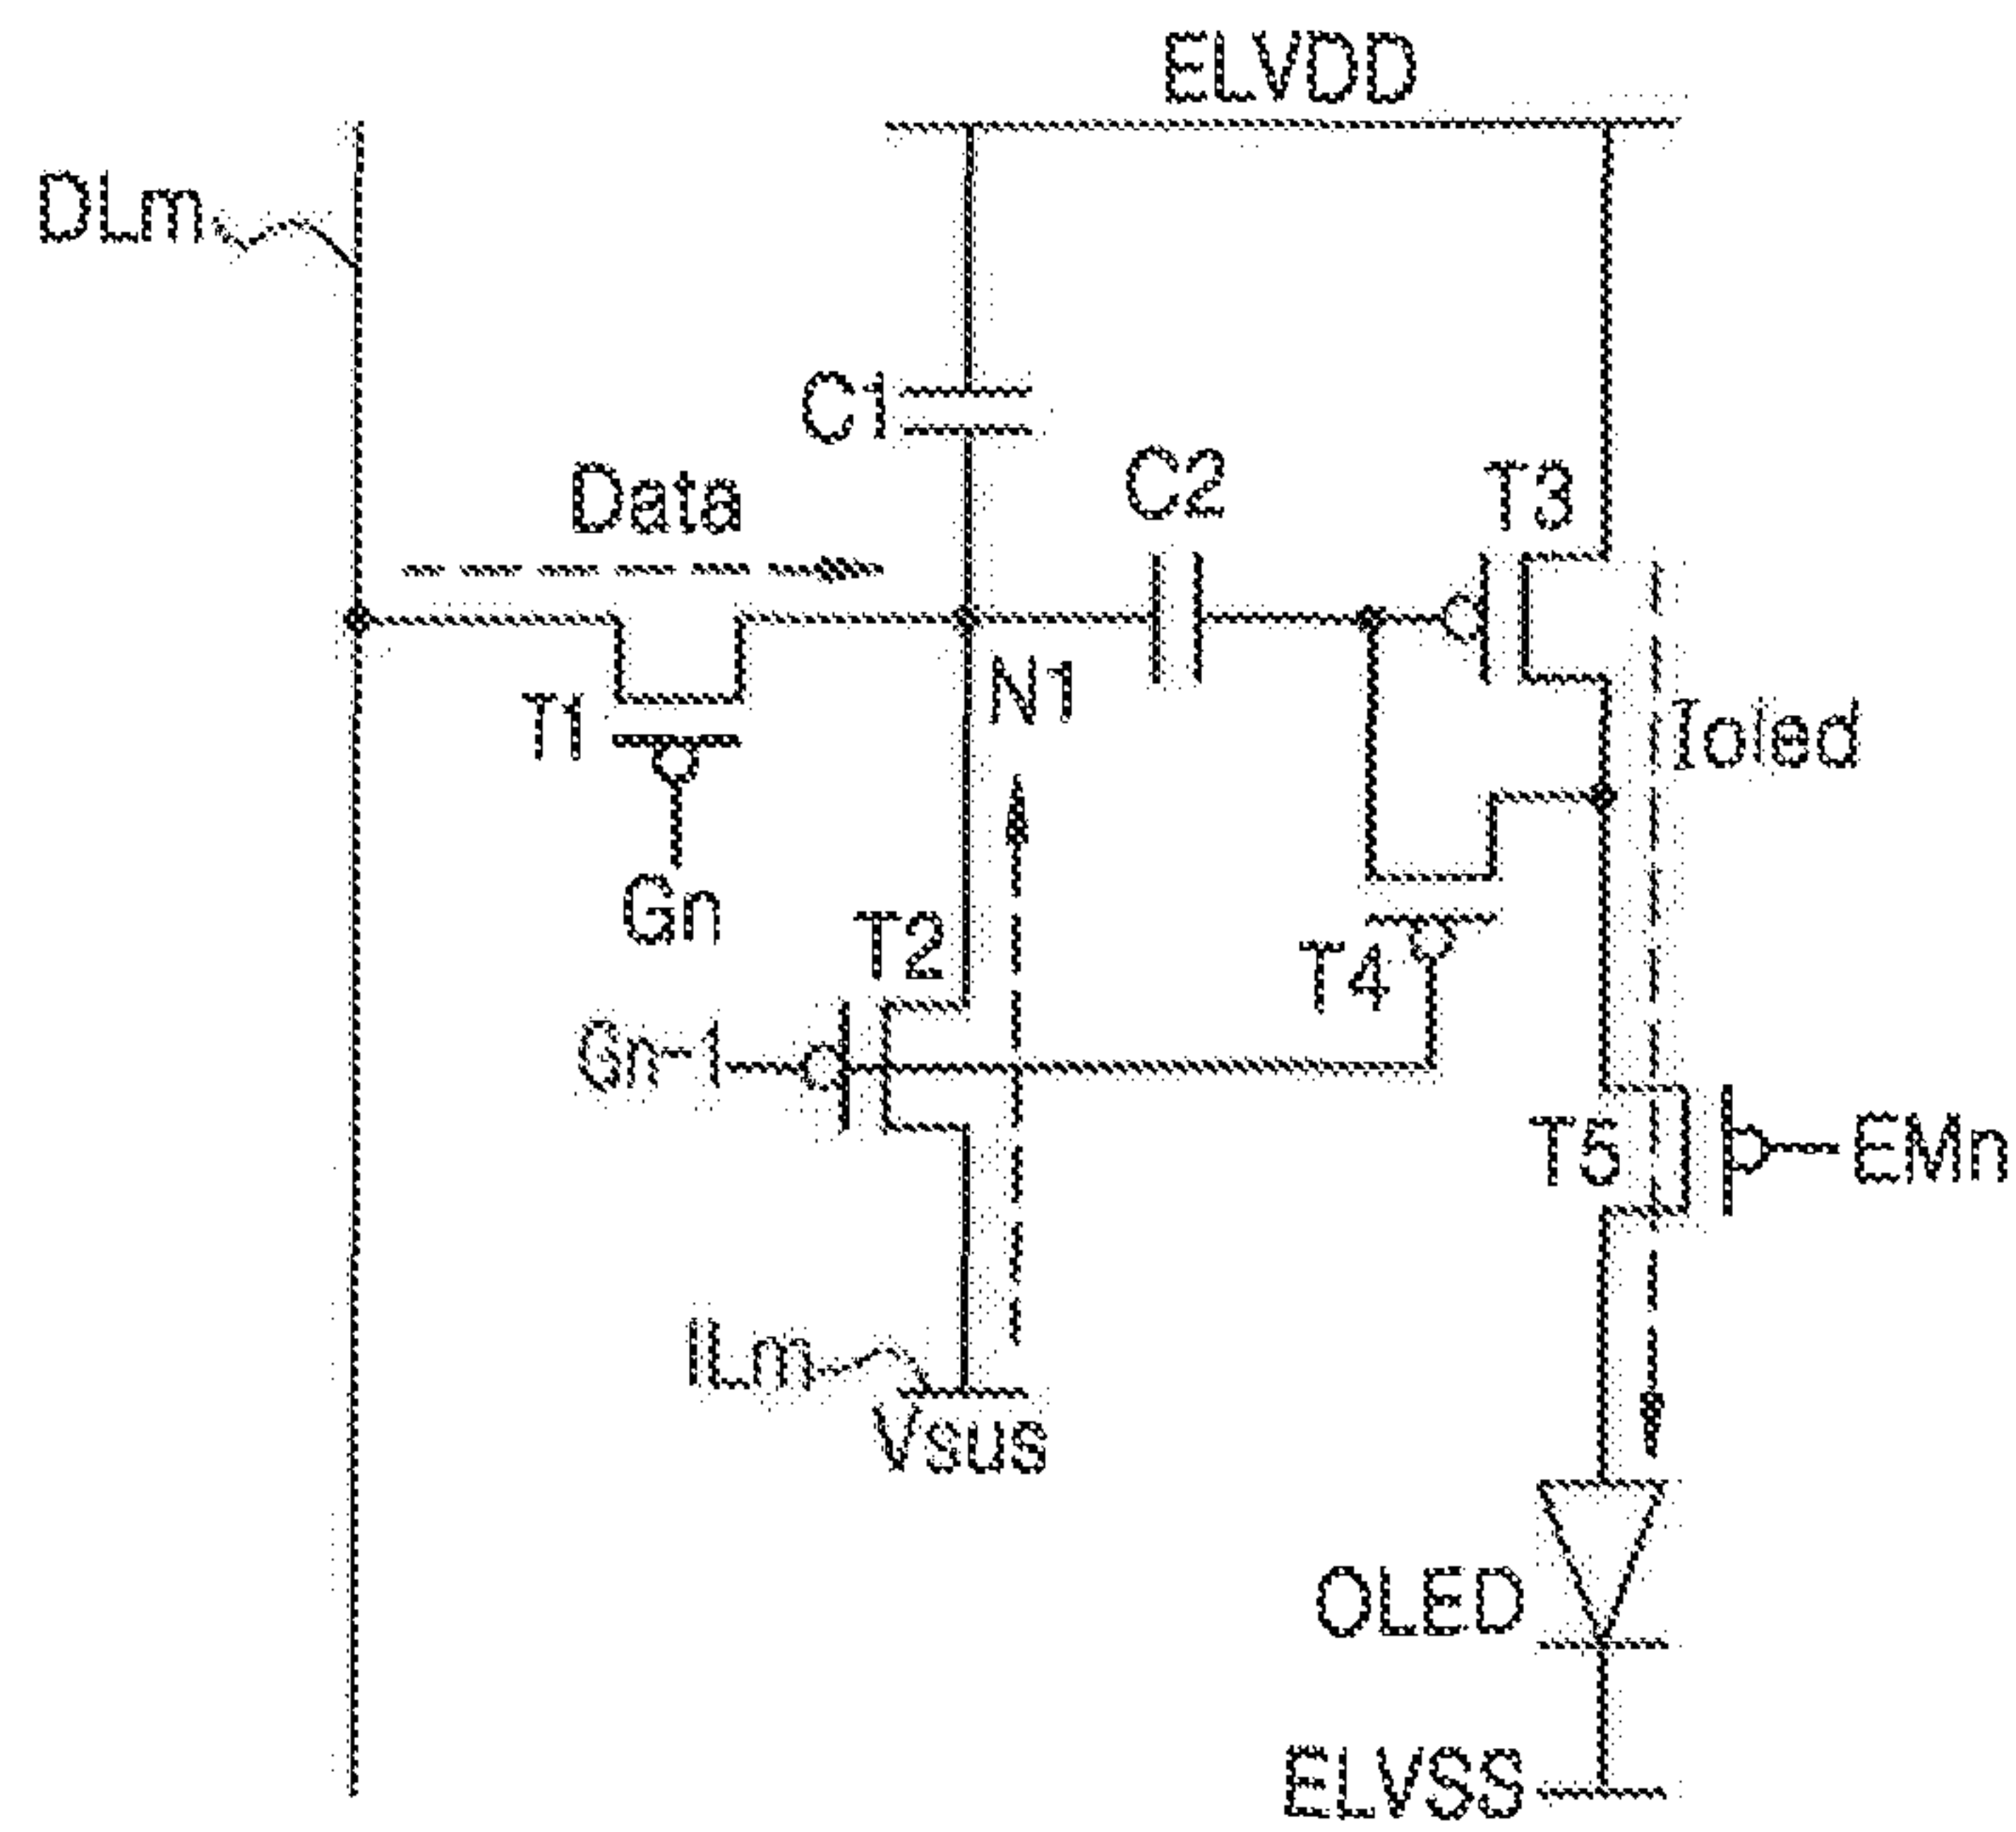 ELVDD
DLm
C1
C2
T3
Data
N1
T1
Ioled
Gn
T2
T4
Gn-1
T5
EMn
ILm
Vsus
OLED
ELVSS